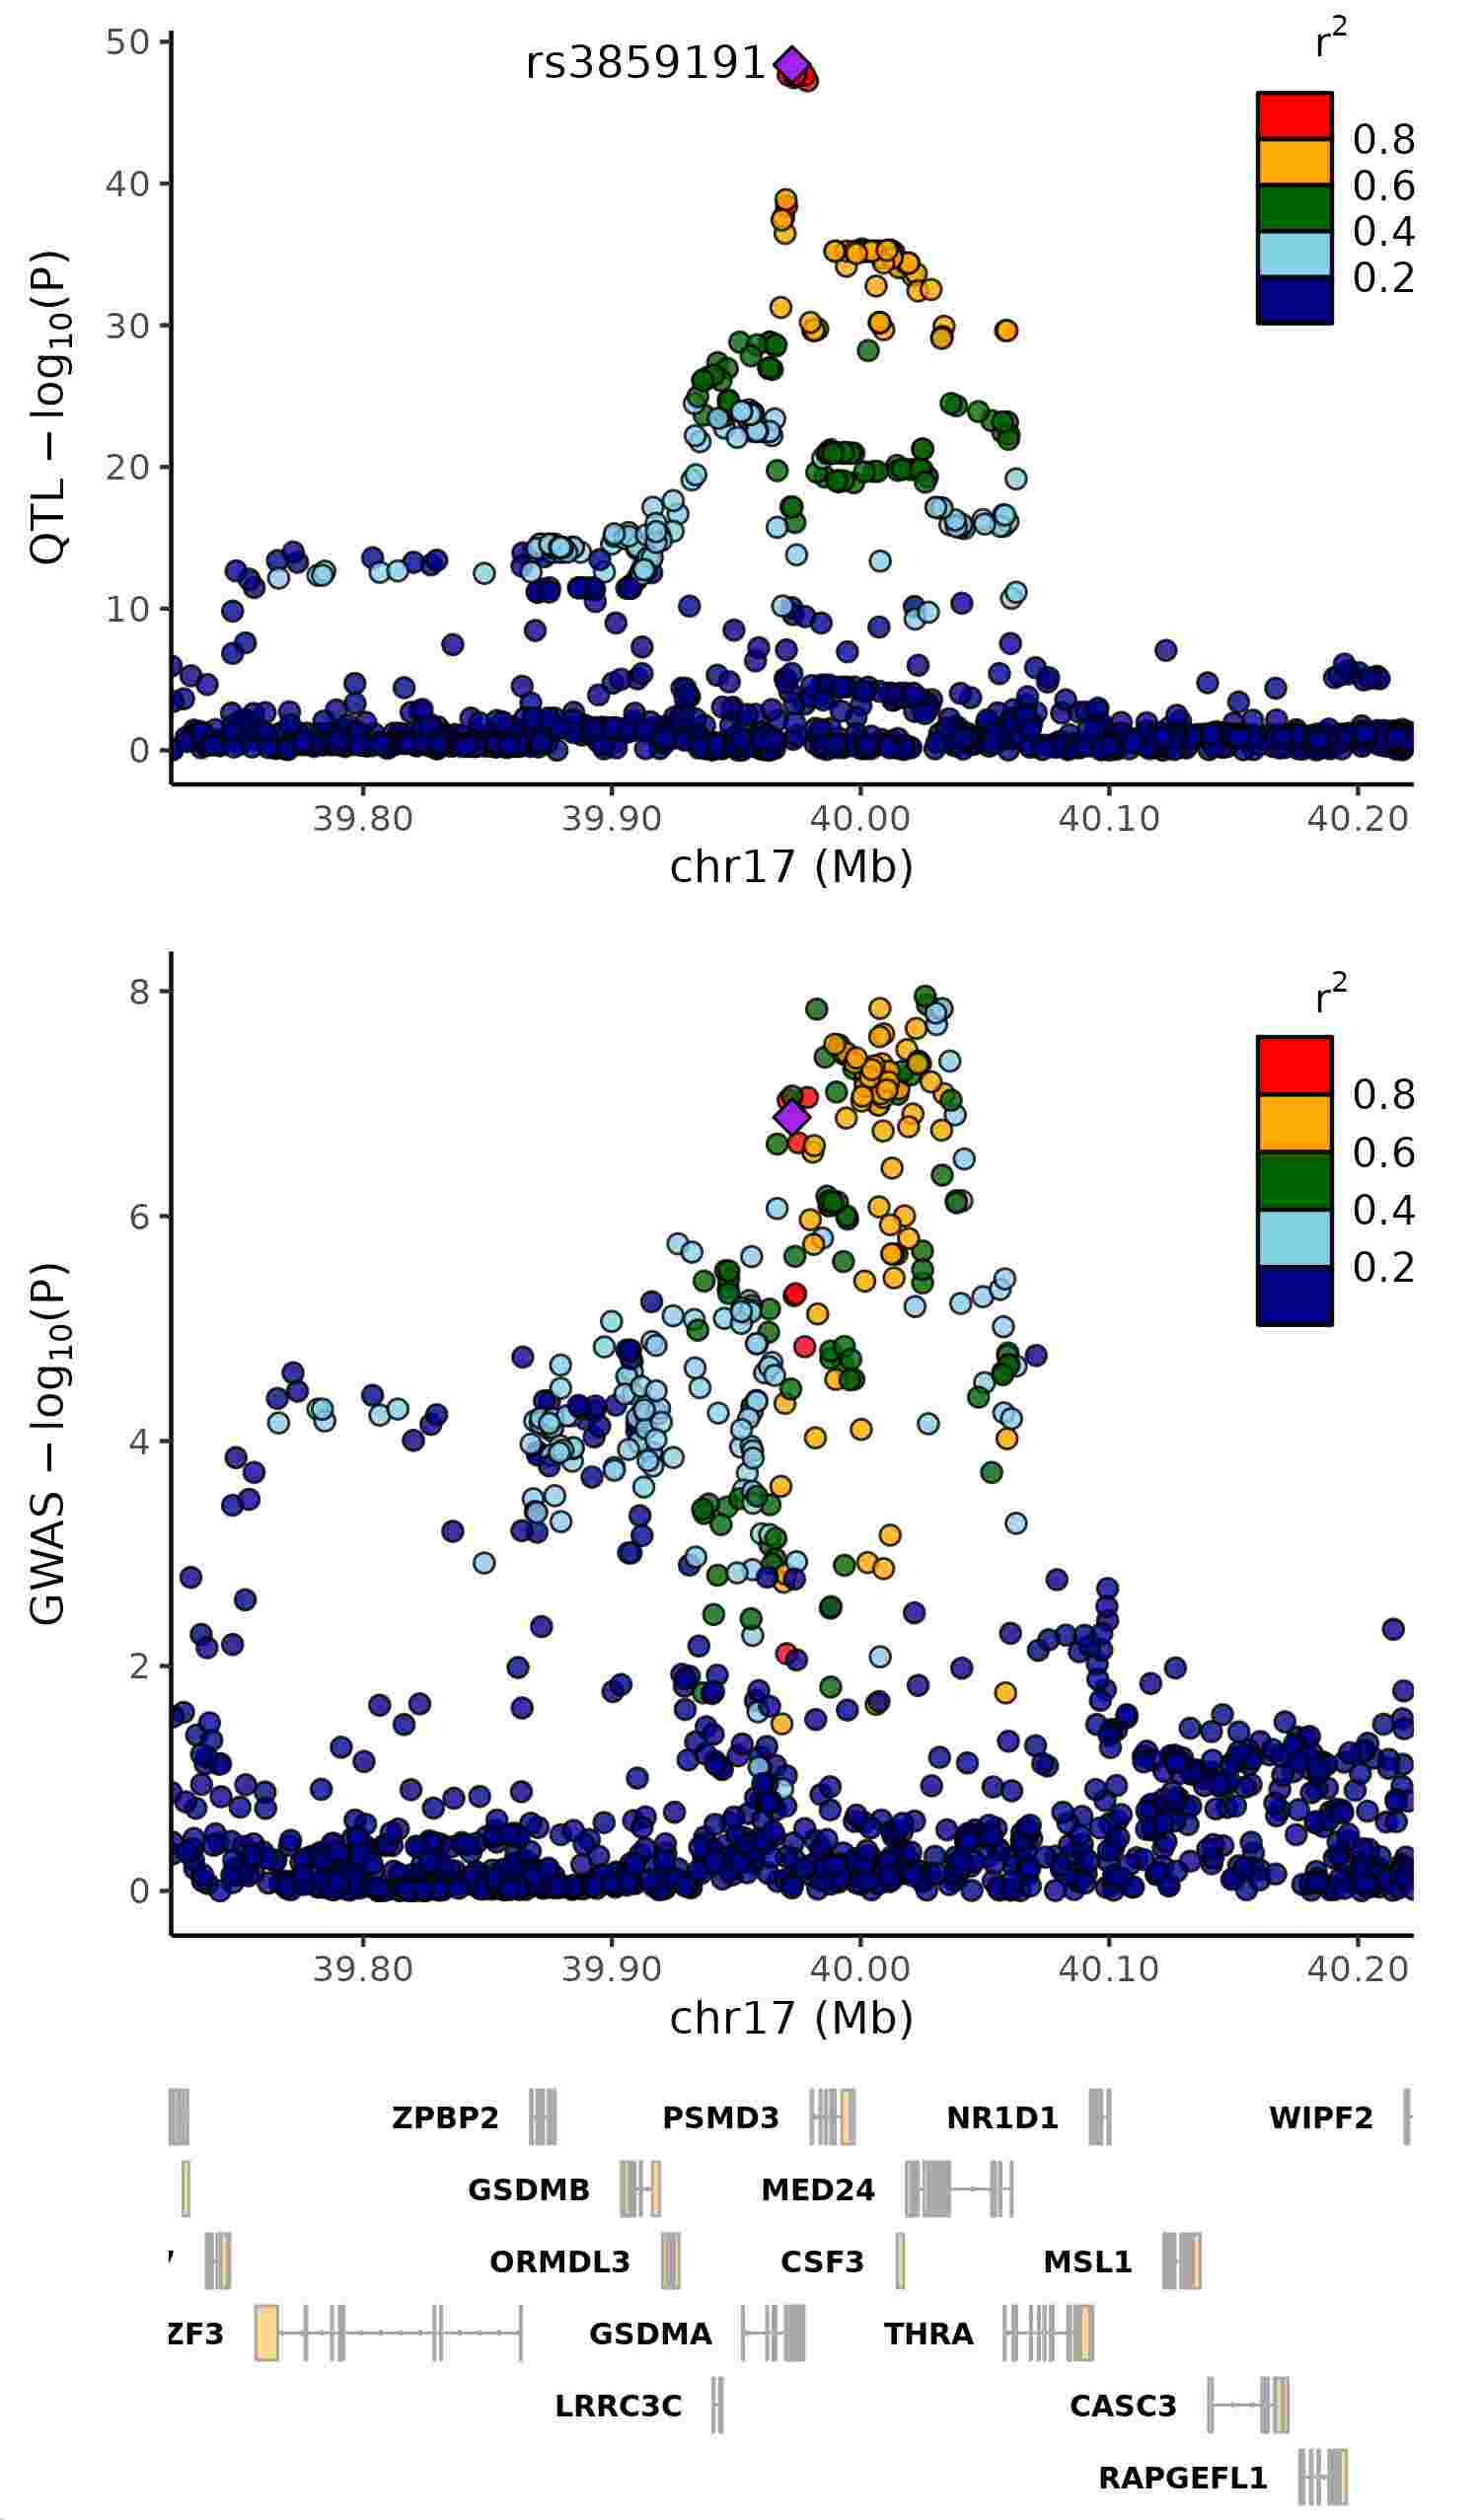 50
40
30
20
10
0
QTL −log10(P)
rs3859191
r2
0.8
0.6
0.4
0.2
39.80 39.90 40.00 40.10 40.20
chr17 (Mb)
8
6
4
2
0
GWAS −log10(P)
r2
0.8
0.6
0.4
0.2
39.80 39.90 40.00 40.10 40.20
chr17 (Mb)
ZPBP2 PSMD3 NR1D1 WIPF2
GSDMB MED24
ORMDL3 CSF3 MSL1
ZF3 GSDMA THRA
LRRC3C CASC3
RAPGEFL1